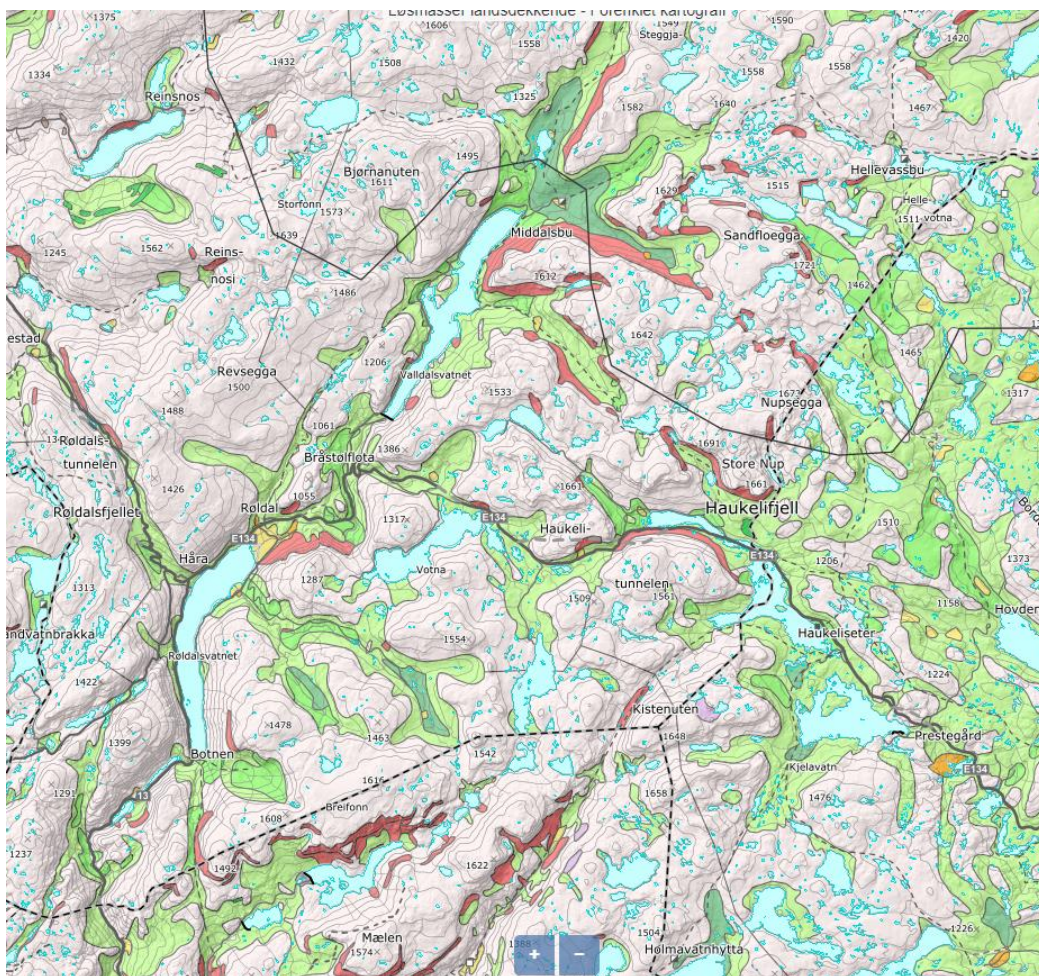 Løsmasser landsdekkende - Forenklet kartografi
1375
1606
1549
1590
Steggja-
1420
1432
1508
1558
1334
1558
1558
Reinsnos
1325
1467
1582
1640
1495
Bjørnanuten
1611
Hellevassbu
1629
1515
Storfonn
1573
Helle-
votna
1511
1639
Middalsbu
Sandfloegga
1562
1245
Reins-
nosi
1721
1612
1462
1486
1642
estad
1206
1465
Revsegga
1500
Valldalsvatnet
1533
1673
1317
Nupsegga
1488
1061
Røldals-
tunnelen
1386
1691
Bråstølflota
Store Nup
1426
1055
1661
1661
Røldalsfjellet
Røldal
Haukelifjell
1317
E134
Haukeli-
1510
E134
Håra
E134
1206
1373
Votna
1287
tunnelen
1313
1509
1561
1158
Hovden
Haukeliseter
andvatnbrakka
1554
Røldalsvatnet
1422
1224
Kistenuten
1478
1463
1648
Prestegård
1399
Botnen
1542
Kjelavatn
E134
1616
1291
13
1658
1476
Breifonn
1608
1237
1622
1492
1504
1226
Mælen
1388
1574
Holmavatnhytta
+
−